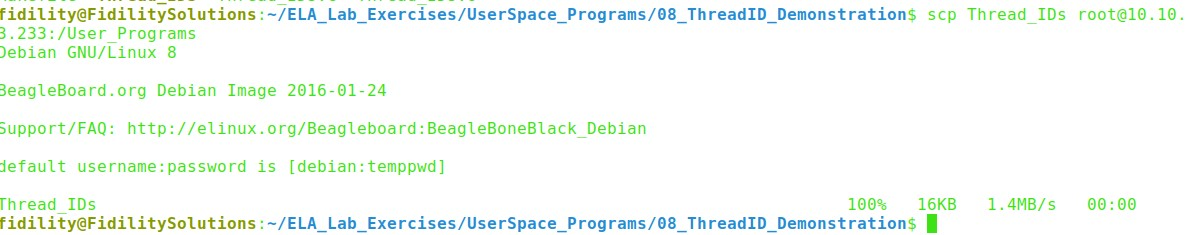 fidility@FidilitySolutions:~/ELA_Lab_Exercises/UserSpace_Programs/08_ThreadID_Demonstration$ scp Thread_IDs root@10.10.
3.233:/User_Programs
Debian GNU/Linux 8
BeagleBoard.org Debian Image 2016-01-24
Support/FAQ: http://elinux.org/Beagleboard:BeagleBoneBlack_Debian
default username:password is [debian:temppwd]
Thread_IDs 100% 16KB 1.4MB/s 00:00
fidility@FidilitySolutions:~/ELA_Lab_Exercises/UserSpace_Programs/08_ThreadID_Demonstration$